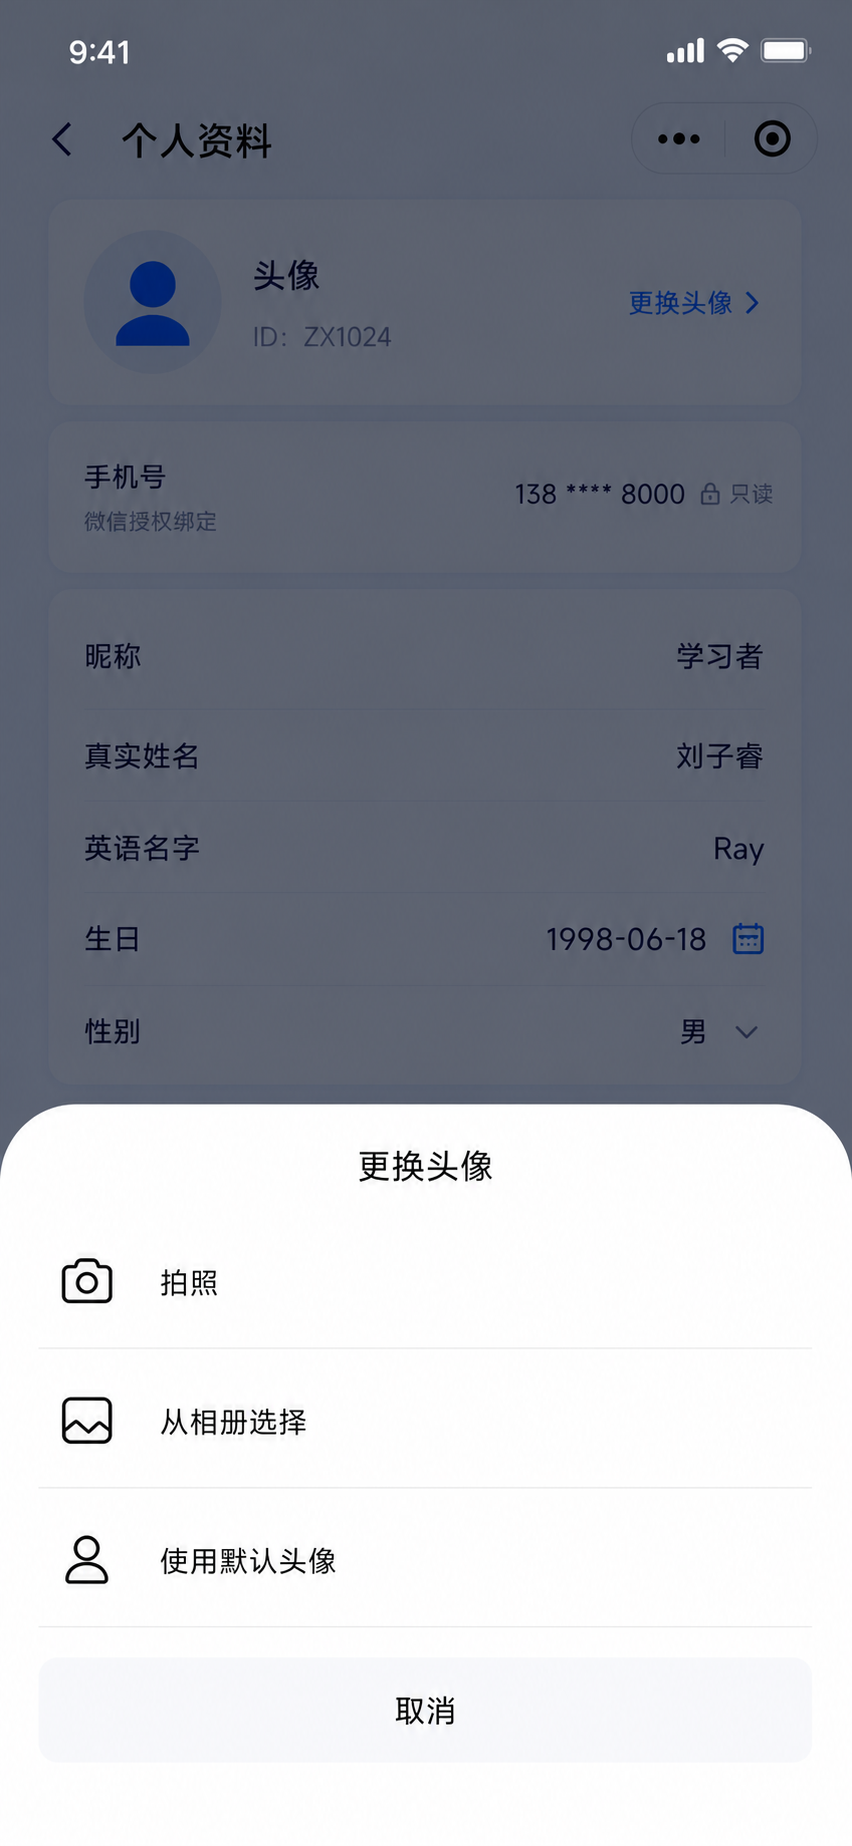 9:41
个人资料
头像
ID: ZX1024
更换头像
手机号
微信授权绑定
138 **** 8000
只读
昵称
学习者
真实姓名
刘子睿
英语名字
Ray
生日
1998-06-18
性别
男
更换头像
拍照
从相册选择
使用默认头像
取消